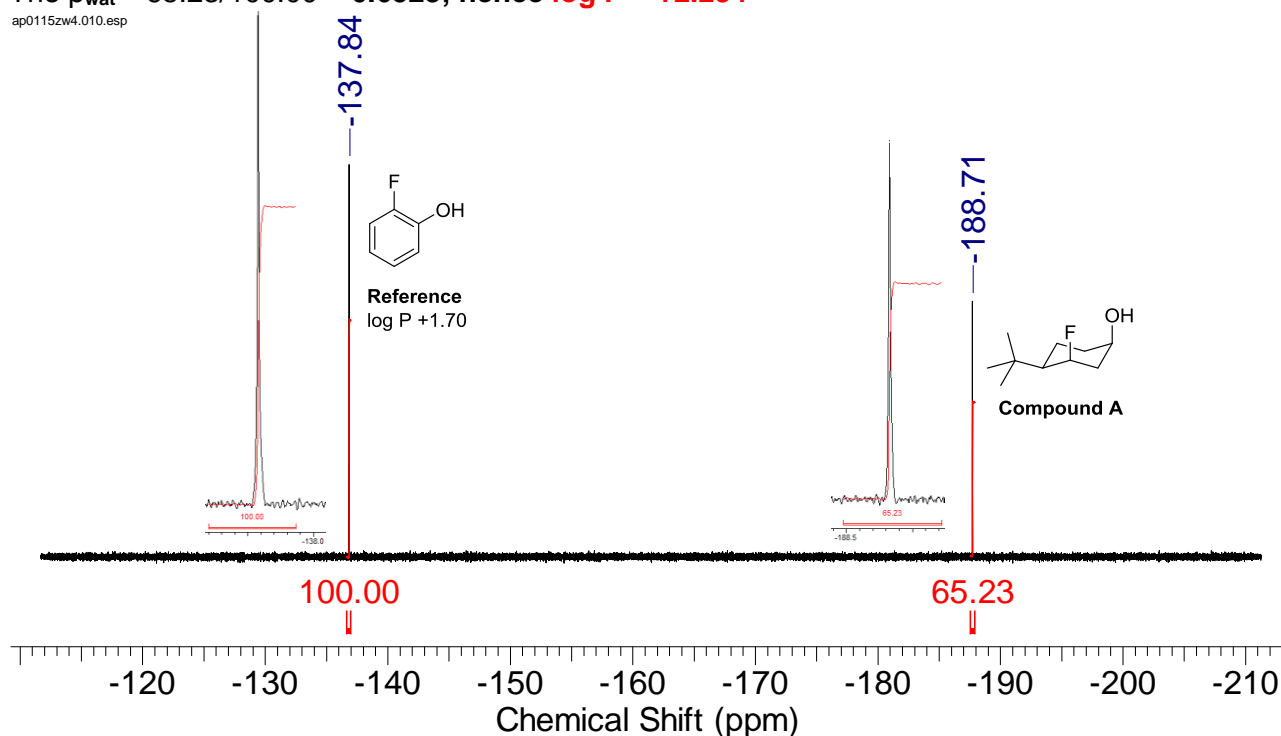 ap0115zw4.010.esp
-137.84
-188.71
F
OH
Reference
log P +1.70
OH
F
Compound A
100.00
-138.0
65.23
-188.5
100.00
65.23
-120 -130 -140 -150 -160 -170 -180 -190 -200 -210
Chemical Shift (ppm)